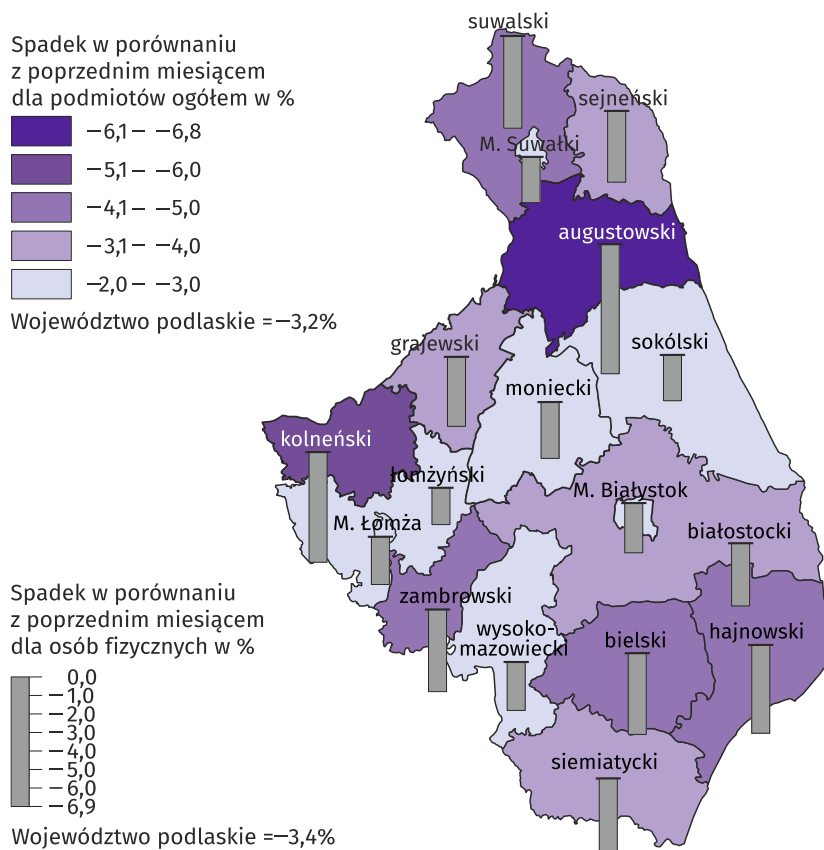 Spadek w porównaniu
z poprzednim miesiącem
dla podmiotów ogółem w %
−6,1− −6,8
−5,1− −6,0
−4,1− −5,0
−3,1− −4,0
−2,0− −3,0
Województwo podlaskie =−3,2%
suwalski
sejneński
M. Suwałki
augustowski
sokólski
grajewski
moniecki
kolneński
łomżyński
M. Białystok
M. Łomża
białostocki
zambrowski
wysoko-
mazowiecki
bielski
hajnowski
siemiatycki
Spadek w porównaniu
z poprzednim miesiącem
dla osób fizycznych w %
0,0
−1,0
−2,0
−3,0
−4,0
−5,0
−6,0
−6,9
Województwo podlaskie =−3,4%